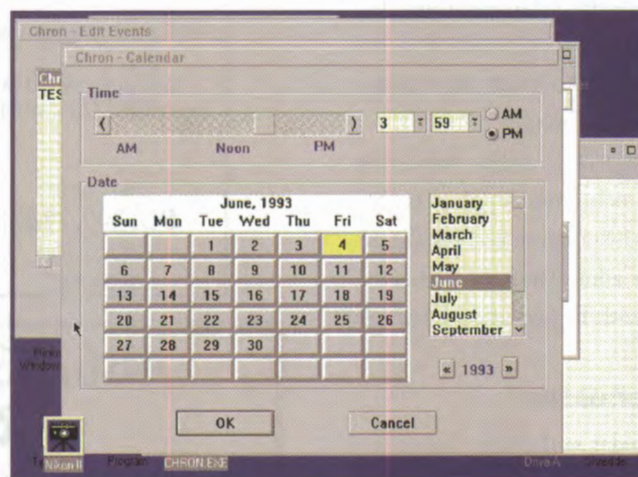 Chron - Edit Events
Chron - Calendar
Chr
TES
Time
3 59 AM
PM
AM Noon PM
Date
June, 1993
Sun Mon Tue Wed Thu Fri Sat
1 2 3 4 5
6 7 8 9 10 11 12
13 14 15 16 17 18 19
20 21 22 23 24 25 26
27 28 29 30
January
February
March
April
May
June
July
August
September
« 1993 »
OK Cancel
Window
Nikon II Program CHRON.EXE Drive A Shredde